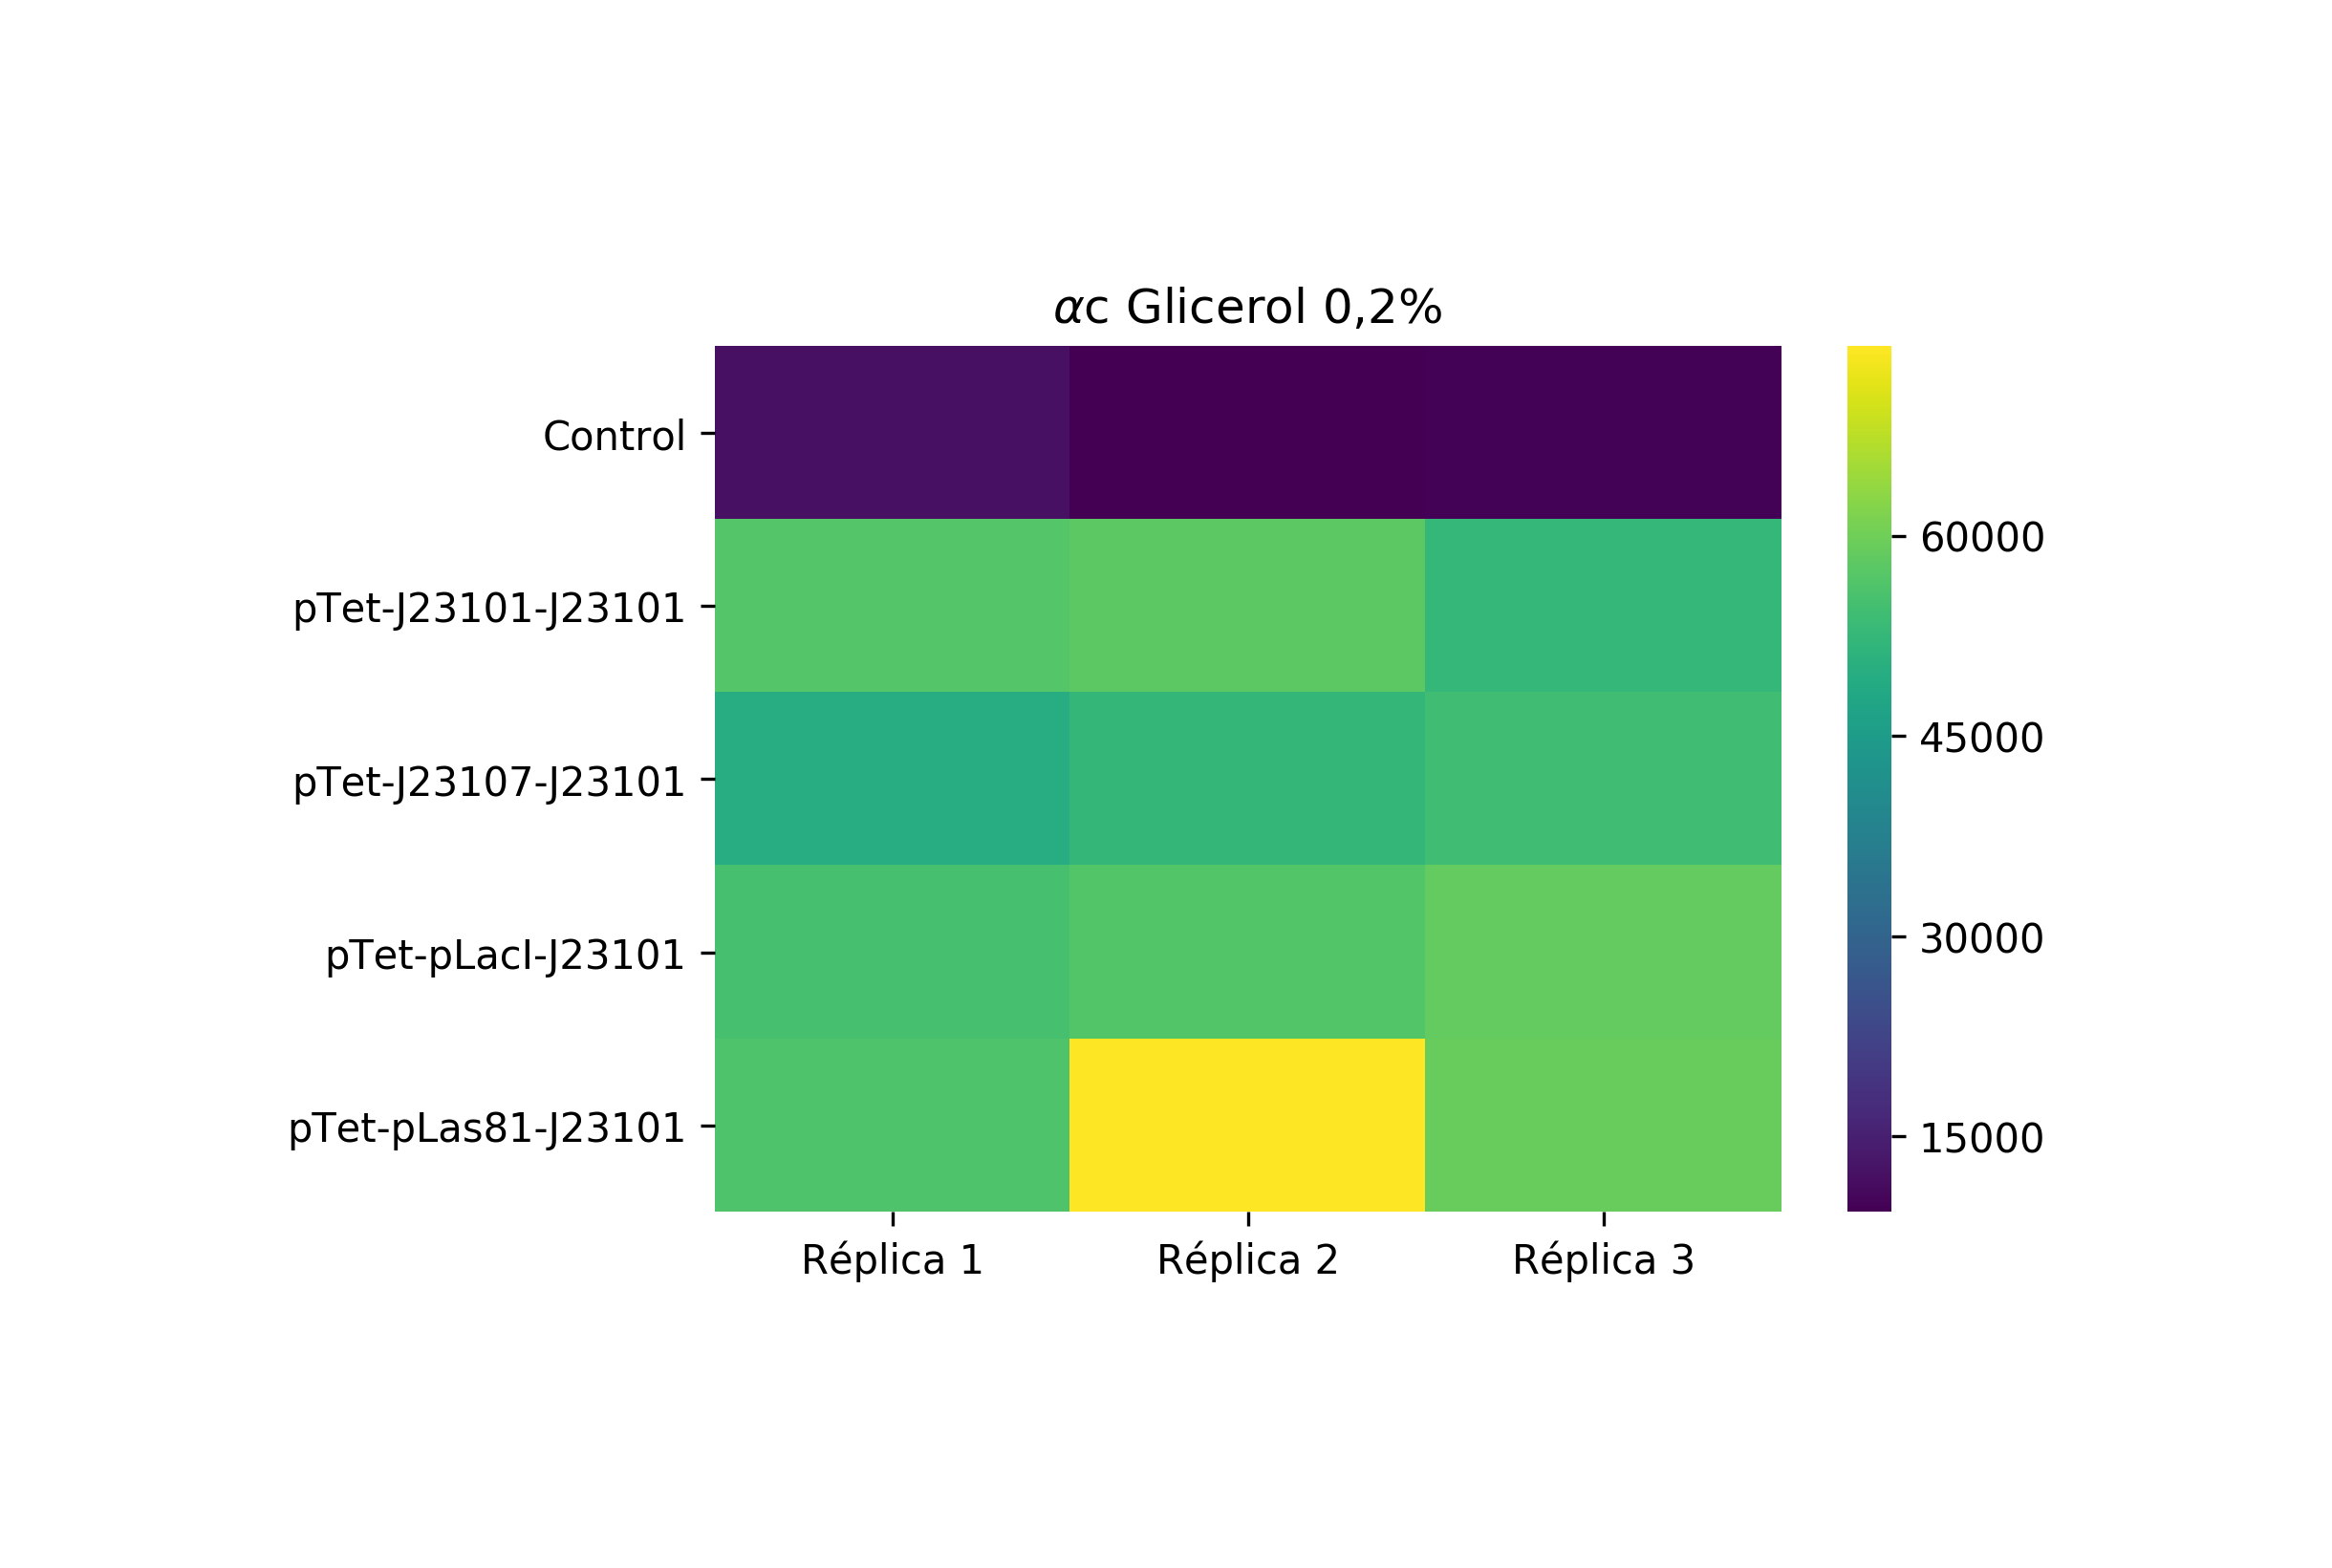 αc Glicerol 0,2%
Control
pTet-J23101-J23101
pTet-J23107-J23101
pTet-pLacI-J23101
pTet-pLas81-J23101
Réplica 1
Réplica 2
Réplica 3
60000
45000
30000
15000